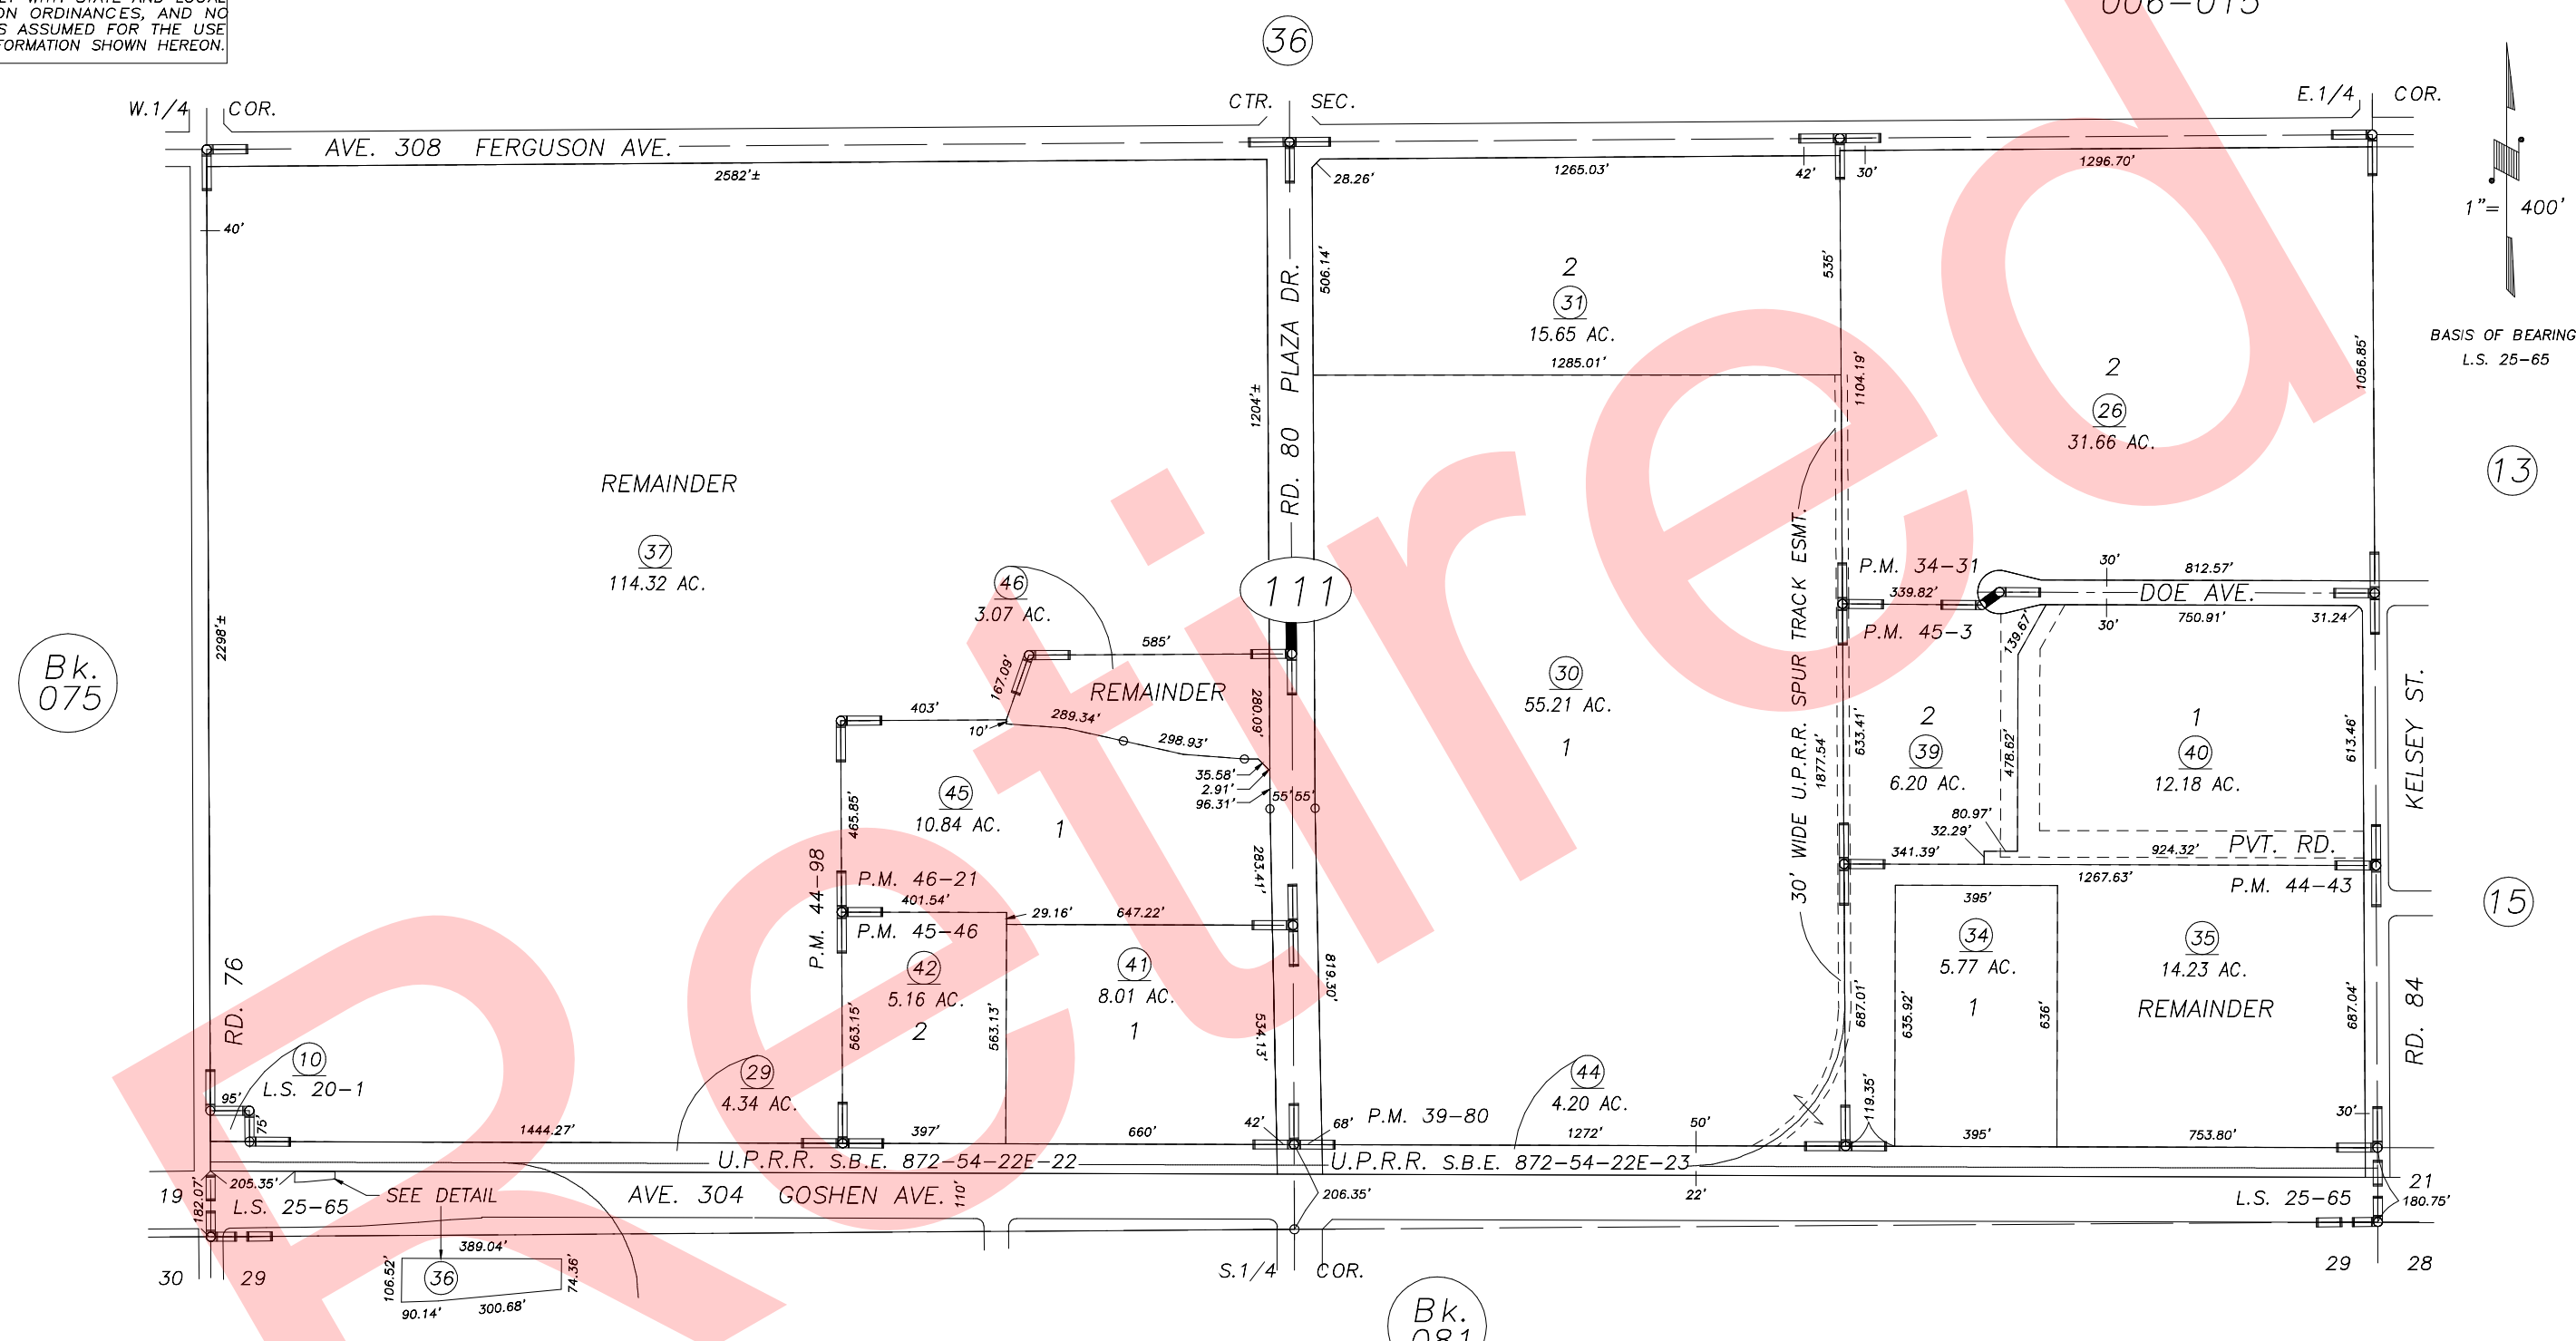 ON ORDINANCES, AND NO
S ASSUMED FOR THE USE
FORMATION SHOWN HEREON.
006-015
36
W.1/4 COR.
CTR. SEC.
E.1/4 COR.
AVE. 308 FERGUSON AVE.
2582'±
28.26'
1265.03'
42'
30'
1296.70'
1"= 400'
BASIS OF BEARING
L.S. 25-65
40'
506.14'
535'
2
31
15.65 AC.
1285.01'
1104.19'
1056.85'
2
26
31.66 AC.
13
RD. 80 PLAZA DR.
1204'±
REMAINDER
37
114.32 AC.
2298'±
Bk.
075
46
3.07 AC.
111
585'
167.09'
REMAINDER
280.09'
403'
10'
289.34'
298.93'
35.58'
2.91'
96.31'
55' 55'
30
55.21 AC.
1
30' WIDE U.P.R.R. SPUR TRACK ESMT.
1877.54'
633.41'
P.M. 34-31
339.82'
P.M. 45-3
30'
812.57'
DOE AVE.
30'
750.91'
31.24
139.67'
2
39
6.20 AC.
478.62'
1
40
12.18 AC.
613.46'
KELSEY ST.
80.97'
32.29'
341.39'
924.32'
PVT. RD.
1267.63'
P.M. 44-43
15
465.85'
45
10.84 AC.
1
283.41'
P.M. 44-98
P.M. 46-21
401.54'
29.16'
647.22'
P.M. 45-46
42
5.16 AC.
2
563.15'
593.13'
41
8.01 AC.
1
534.13'
819.30'
395'
34
5.77 AC.
1
635.92'
636'
687.01'
35
14.23 AC.
REMAINDER
687.04'
RD. 84
RD. 76
10
L.S. 20-1
95'
75'
29
4.34 AC.
44
4.20 AC.
119.35'
30'
1444.27'
397'
660'
42'
68'
P.M. 39-80
1272'
50'
395'
753.80'
U.P.R.R. S.B.E. 872-54-22E-22
U.P.R.R. S.B.E. 872-54-22E-23
19
182.07'
205.35'
SEE DETAIL
L.S. 25-65
AVE. 304 GOSHEN AVE.
110'
206.35'
22'
L.S. 25-65
21
180.75'
389.04'
106.52'
36
74.36'
90.14'
300.68'
30
29
S.1/4 COR.
29
28
Bk.
081
Retired